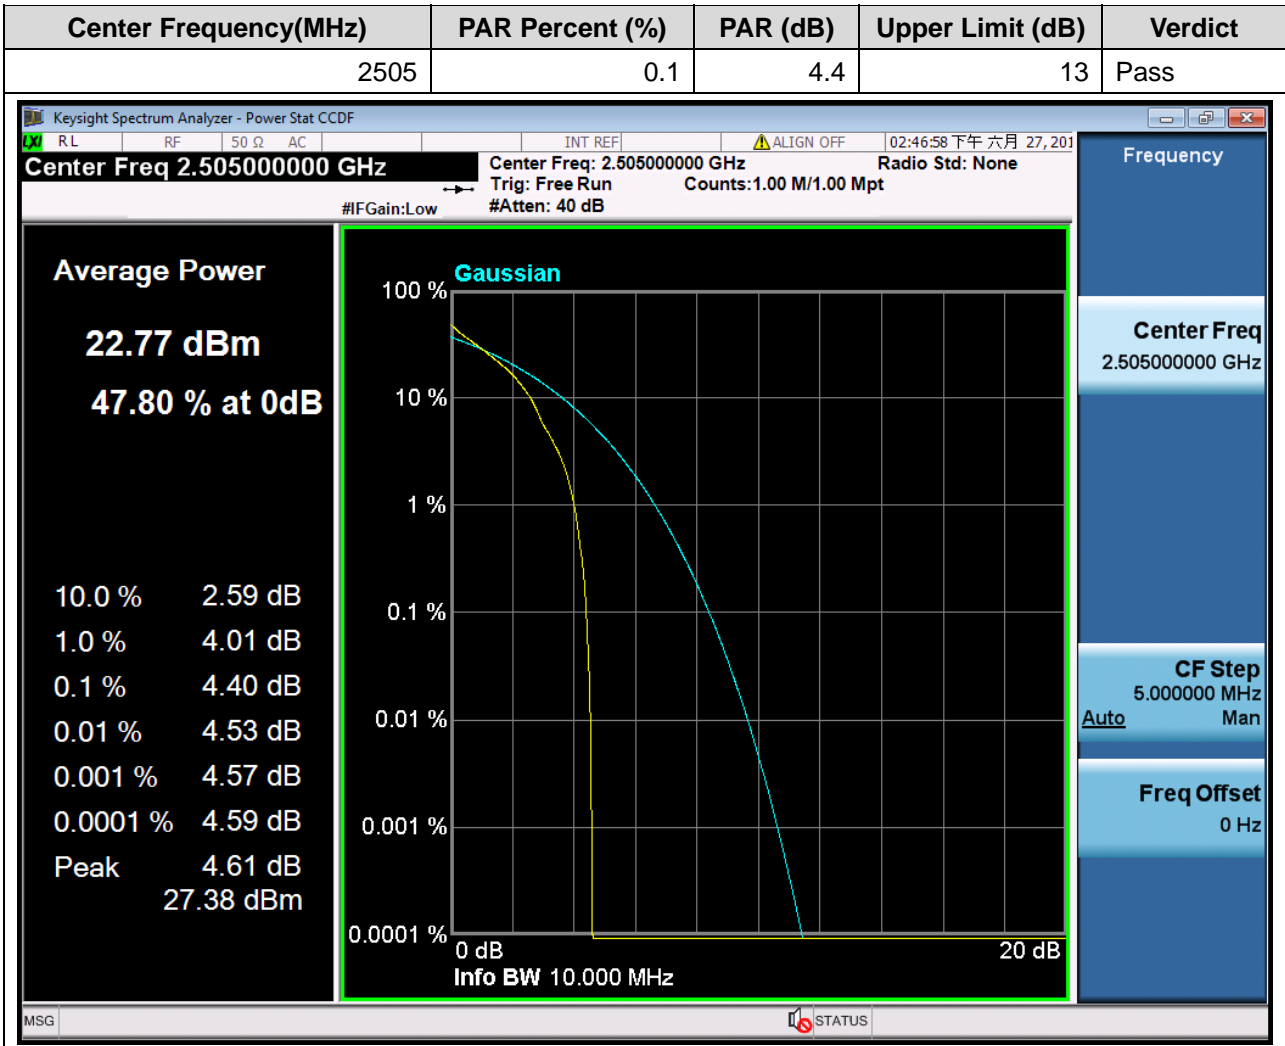 Center Frequency(MHz) PAR Percent (%) PAR (dB) Upper Limit (dB) Verdict
2505 0.1 4.4 13 Pass
Keysight Spectrum Analyzer - Power Stat CCDF
LXI RL RF 50 Ω AC INT REF ALIGN OFF 02:46:58 下午 六月 27, 201
Center Freq 2.505000000 GHz
Center Freq: 2.505000000 GHz Radio Std: None
Trig: Free Run Counts:1.00 M/1.00 Mpt
#IFGain:Low #Atten: 40 dB
Average Power
22.77 dBm
47.80 % at 0dB
10.0 % 2.59 dB
1.0 % 4.01 dB
0.1 % 4.40 dB
0.01 % 4.53 dB
0.001 % 4.57 dB
0.0001 % 4.59 dB
Peak 4.61 dB
27.38 dBm
Gaussian
100 %
10 %
1 %
0.1 %
0.01 %
0.001 %
0.0001 %
0 dB 20 dB
Info BW 10.000 MHz
Frequency
Center Freq
2.505000000 GHz
CF Step
5.000000 MHz
Auto Man
Freq Offset
0 Hz
MSG STATUS